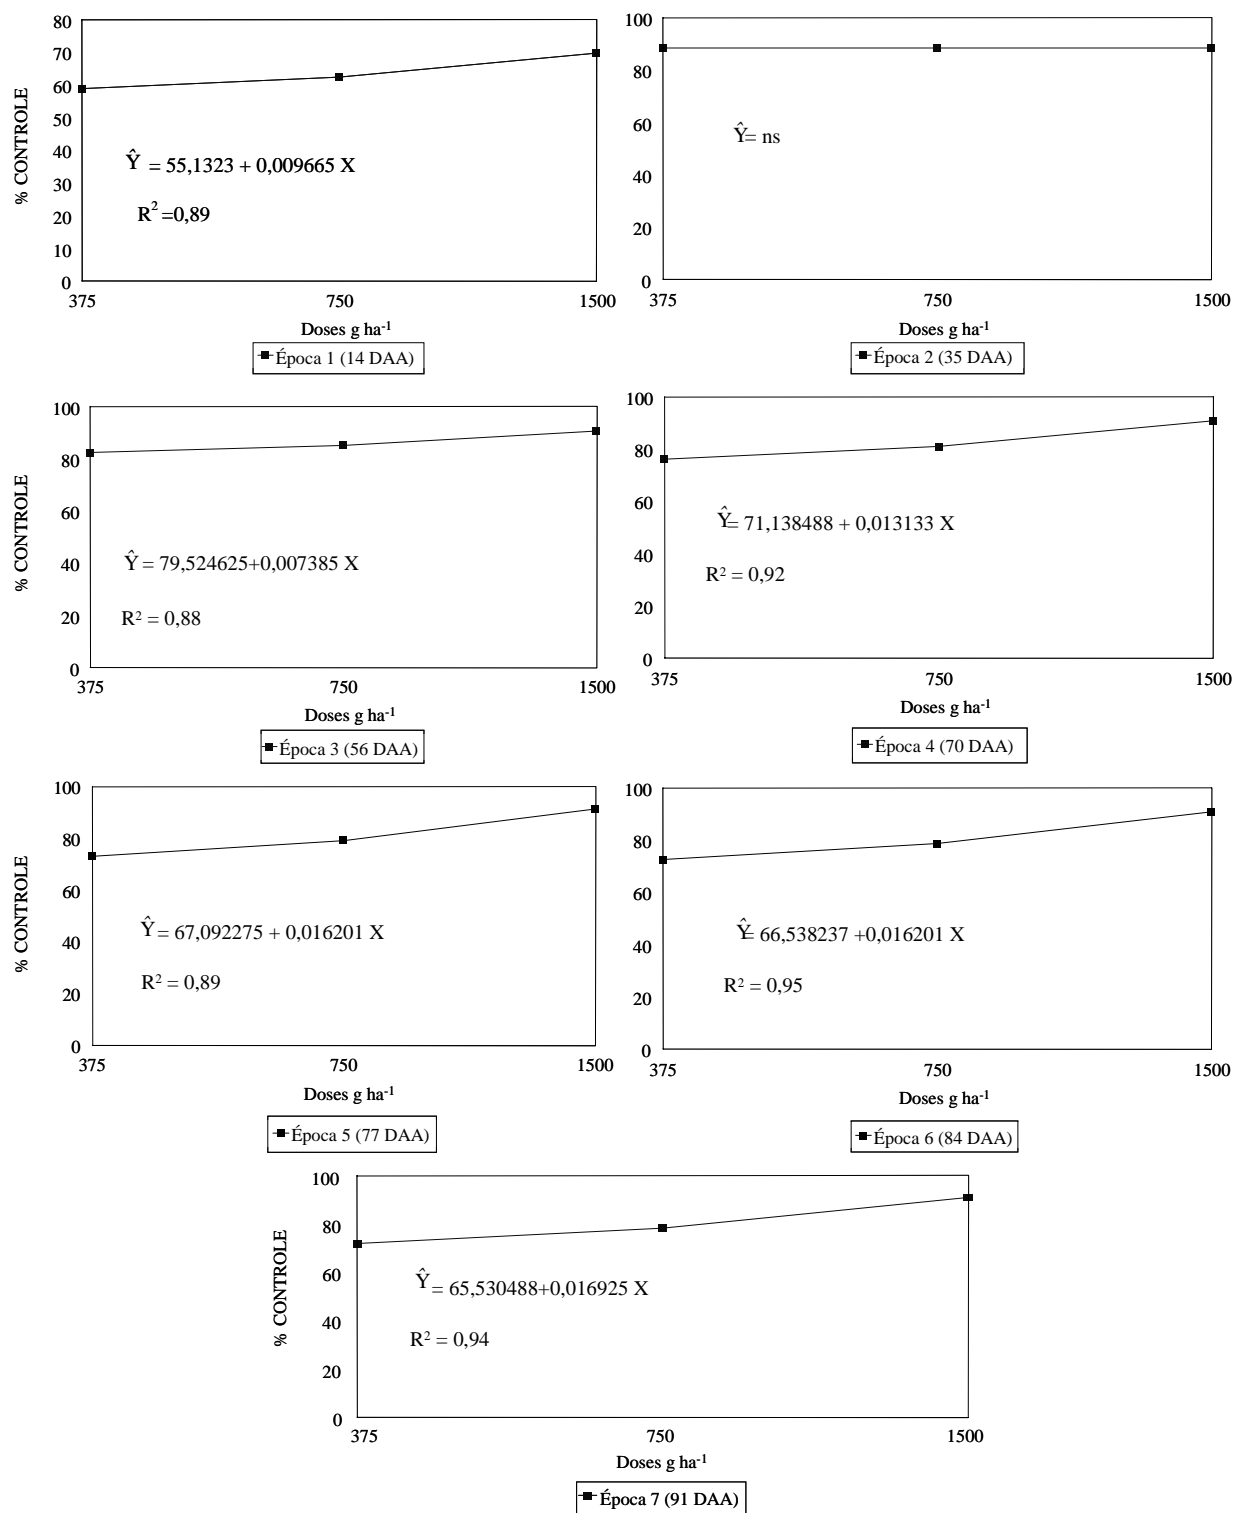 80
70
60
50
40
30
20
10
0
% CONTROLE
Ŷ = 55,1323 + 0,009665 X
R² =0,89
375 750 1500
Doses g ha⁻¹
Época 1 (14 DAA)
100
80
60
40
20
0
Ŷ= ns
375 750 1500
Doses g ha⁻¹
Época 2 (35 DAA)
100
80
60
40
20
0
% CONTROLE
Ŷ = 79,524625+0,007385 X
R² = 0,88
375 750 1500
Doses g ha⁻¹
Época 3 (56 DAA)
100
80
60
40
20
0
Ŷ= 71,138488 + 0,013133 X
R² = 0,92
375 750 1500
Doses g ha⁻¹
Época 4 (70 DAA)
100
80
60
40
20
0
% CONTROLE
Ŷ = 67,092275 + 0,016201 X
R² = 0,89
375 750 1500
Doses g ha⁻¹
Época 5 (77 DAA)
100
80
60
40
20
0
Ŷ= 66,538237 +0,016201 X
R² = 0,95
375 750 1500
Doses g ha⁻¹
Época 6 (84 DAA)
100
80
60
40
20
0
% CONTROLE
Ŷ = 65,530488+0,016925 X
R² = 0,94
375 750 1500
Doses g ha⁻¹
Época 7 (91 DAA)